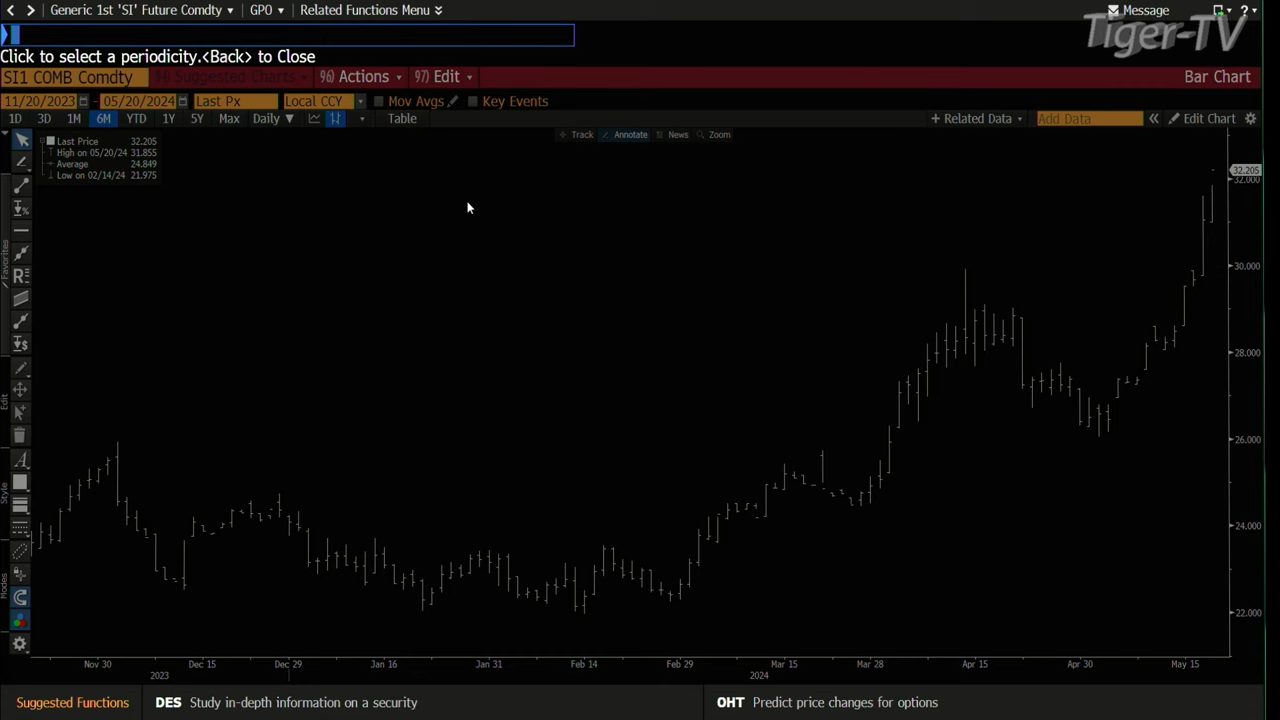 Generic 1st 'SI' Future Comdty GPO Related Functions Menu Message ?
Tiger-TV
Click to select a periodicity.<Back> to Close
SI1 COMB Comdty 94) Suggested Charts 96) Actions 97) Edit Bar Chart
11/20/2023 - 05/20/2024 Last Px Local CCY Mov Avgs Key Events
1D 3D 1M 6M YTD 1Y 5Y Max Daily ▼ Table + Related Data Add Data « Edit Chart
Track Annotate News Zoom
Last Price 32.205
High on 05/20/24 31.855
Average 24.849
Low on 02/14/24 21.975
32.205
32.000
30.000
28.000
26.000
24.000
22.000
Favorites
Edit
Style
Modes
Nov 30 Dec 15 Dec 29 Jan 16 Jan 31 Feb 14 Feb 29 Mar 15 Mar 28 Apr 15 Apr 30 May 15
2023 2024
Suggested Functions DES Study in-depth information on a security OHT Predict price changes for options